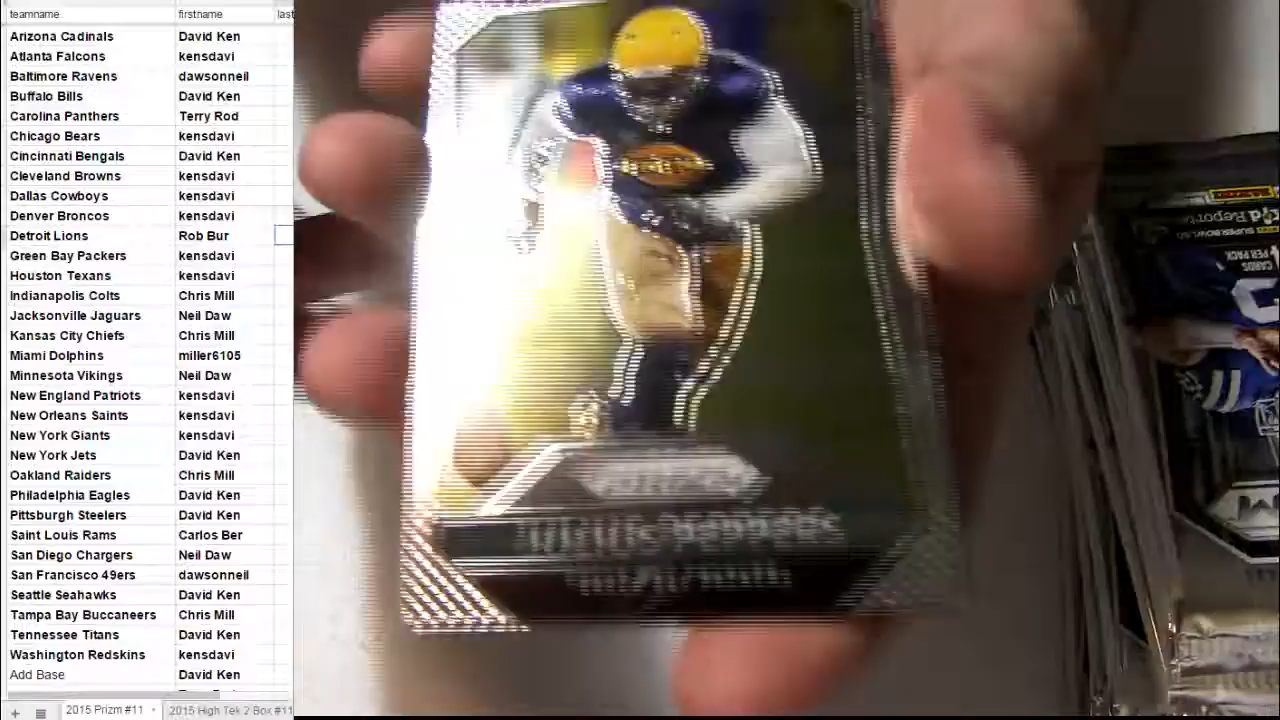 teanname: firstname last
Arizona Cadinals David Ken
Atlanta Falcons kensdavi
Baltimore Ravens dawsonneil
Buffalo Bills Ken
Panthers Rod
Chicago Bears kensdavi
Cincinnati Bengals David Ken
Cleveland Browns kensdavi
Dallas Cowboys kensdavi
Denver Broncos kensdavi
Detroit Lions Rob Bur
Green Bay kensdavi
Houston Texans kensdavi
Indianapolis Colts Chris Mill
Jacksonville Jaguars Neil Daw
Kansas City Chiefs Chris Mill
Miami Dolphins miller6105
Minnesota Vikings Neil Daw
New England Patriots kensdavi
New Orleans Saints kensdavi
New York Giants kensdavi
New York Jets David Ken
Oakland Raiders Chris Mill
Philadelphia Eagles David Ken
Pittsburgh Steelers David Ken
Saint Louis Rams Carlos Ber
San Diego Chargers Neil Daw
San Francisco 49ers dawsonneil
Seattle Seahawks David Ken
Tampa Bay Buccaneers Chris Mill
Tennessee Titans David Ken
Washington Redskins kensdavi
Add Base David Ken
2015 Prizm #11 2015 High Tek 2 Box #11
CARDS
PER PACK